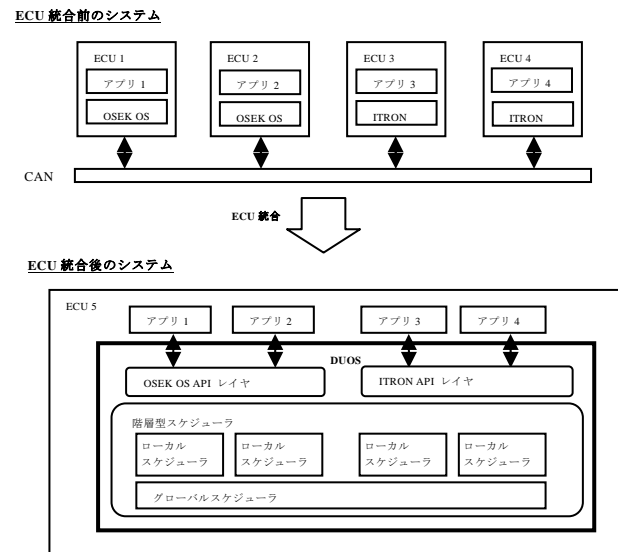 ECU 統合前のシステム
ECU 1
ECU 2
ECU 3
ECU 4
アプリ 1
アプリ 2
アプリ 3
アプリ 4
OSEK OS
OSEK OS
ITRON
ITRON
CAN
ECU 統合
ECU 統合後のシステム
ECU 5
アプリ 1
アプリ 2
アプリ 3
アプリ 4
DUOS
OSEK OS API レイヤ
ITRON API レイヤ
階層型スケジューラ
ローカル
スケジューラ
ローカル
スケジューラ
ローカル
スケジューラ
ローカル
スケジューラ
グローバルスケジューラ